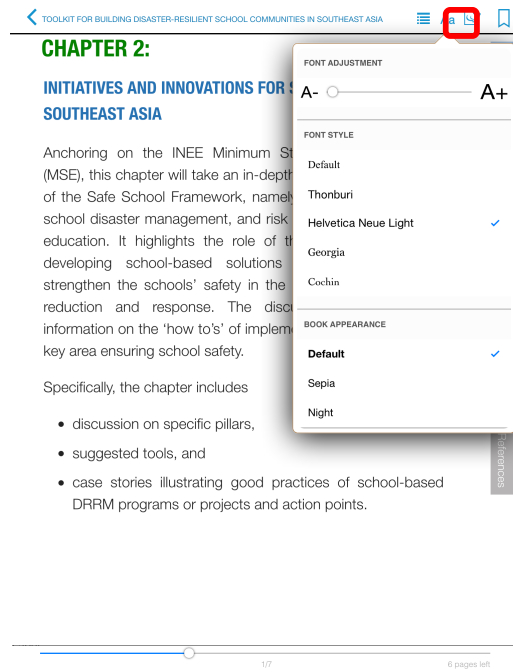 TOOLKIT FOR BUILDING DISASTER-RESILIENT SCHOOL COMMUNITIES IN SOUTHEAST ASIA
Aa
CHAPTER 2:
INITIATIVES AND INNOVATIONS FOR
SOUTHEAST ASIA
Anchoring on the INEE Minimum
(MSE), this chapter will take an in-depth
of the Safe School Framework, namely
school disaster management, and risk
education. It highlights the role of
developing school-based solutions
strengthen the schools' safety in the
reduction and response. The
information on the 'how to's' of
key area ensuring school safety.
Specifically, the chapter includes
• discussion on specific pillars,
• suggested tools, and
• case stories illustrating good practices of school-based
DRRM programs or projects and action points.
FONT ADJUSTMENT
A- A+
FONT STYLE
Default
Thonburi
Helvetica Neue Light
Georgia
Cochin
BOOK APPEARANCE
Default
Sepia
Night
References
1/7
6 pages left